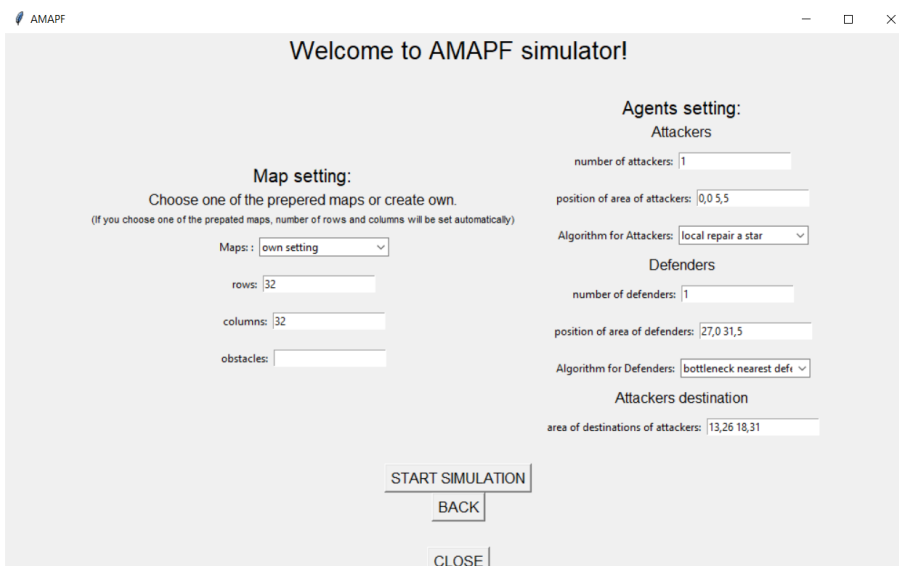 AMAPF
Welcome to AMAPF simulator!
Map setting:
Choose one of the prepered maps or create own.
(If you choose one of the prepated maps, number of rows and columns will be set automatically)
Maps: : own setting
rows: 32
columns: 32
obstacles:
Agents setting:
Attackers
number of attackers: 1
position of area of attackers: 0,0 5,5
Algorithm for Attackers: local repair a star
Defenders
number of defenders: 1
position of area of defenders: 27,0 31,5
Algorithm for Defenders: bottleneck nearest defe
Attackers destination
area of destinations of attackers: 13,26 18,31
START SIMULATION
BACK
CLOSE